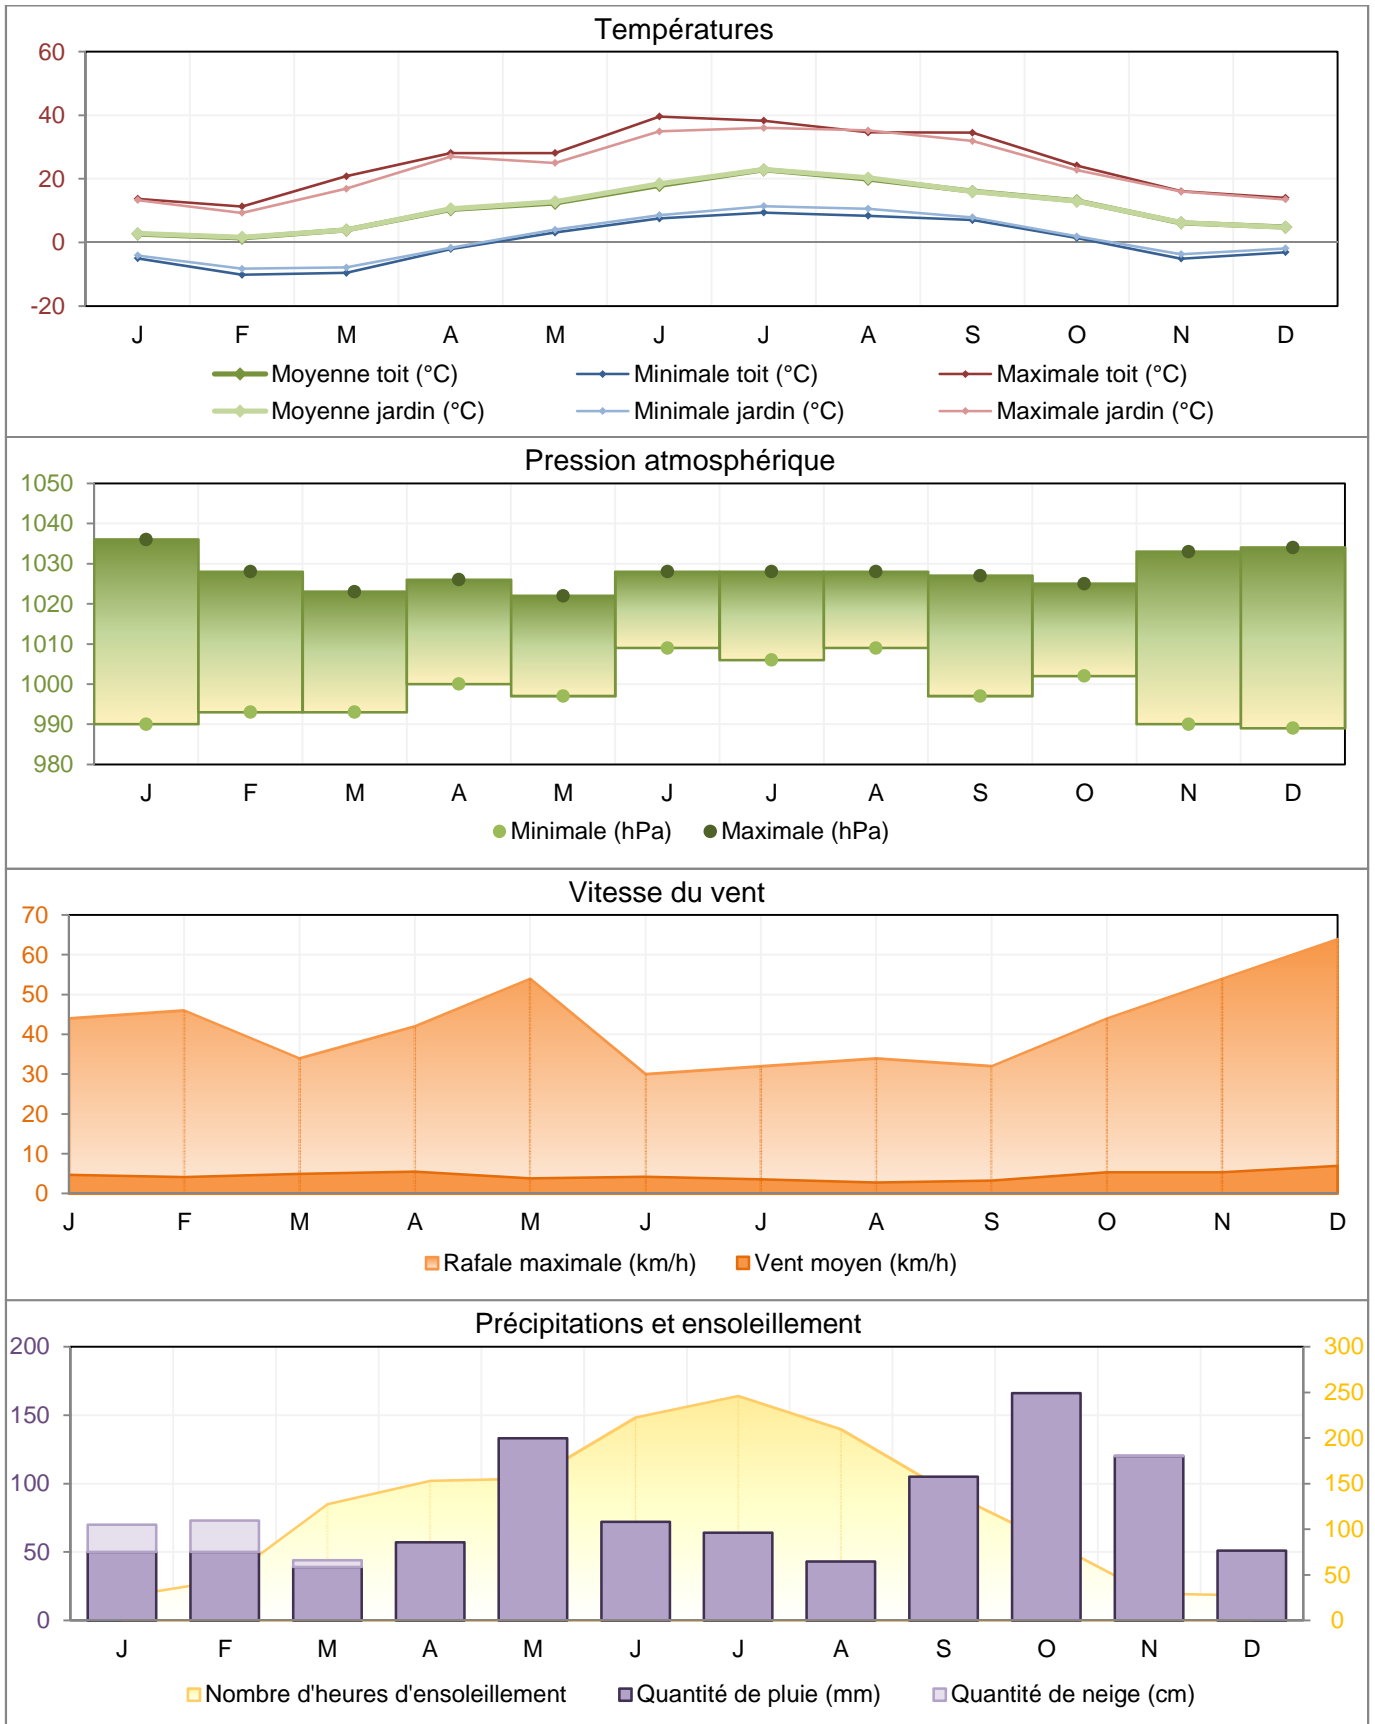 Températures
60
40
20
0
-20
J F M A M J J A S O N D
Moyenne toit (°C) Minimale toit (°C) Maximale toit (°C)
Moyenne jardin (°C) Minimale jardin (°C) Maximale jardin (°C)
Pression atmosphérique
1050
1040
1030
1020
1010
1000
990
980
J F M A M J J A S O N D
Minimale (hPa) Maximale (hPa)
Vitesse du vent
70
60
50
40
30
20
10
0
J F M A M J J A S O N D
Rafale maximale (km/h) Vent moyen (km/h)
Précipitations et ensoleillement
200 300
250
150
200
100 150
100
50
50
0 0
J F M A M J J A S O N D
Nombre d'heures d'ensoleillement Quantité de pluie (mm) Quantité de neige (cm)